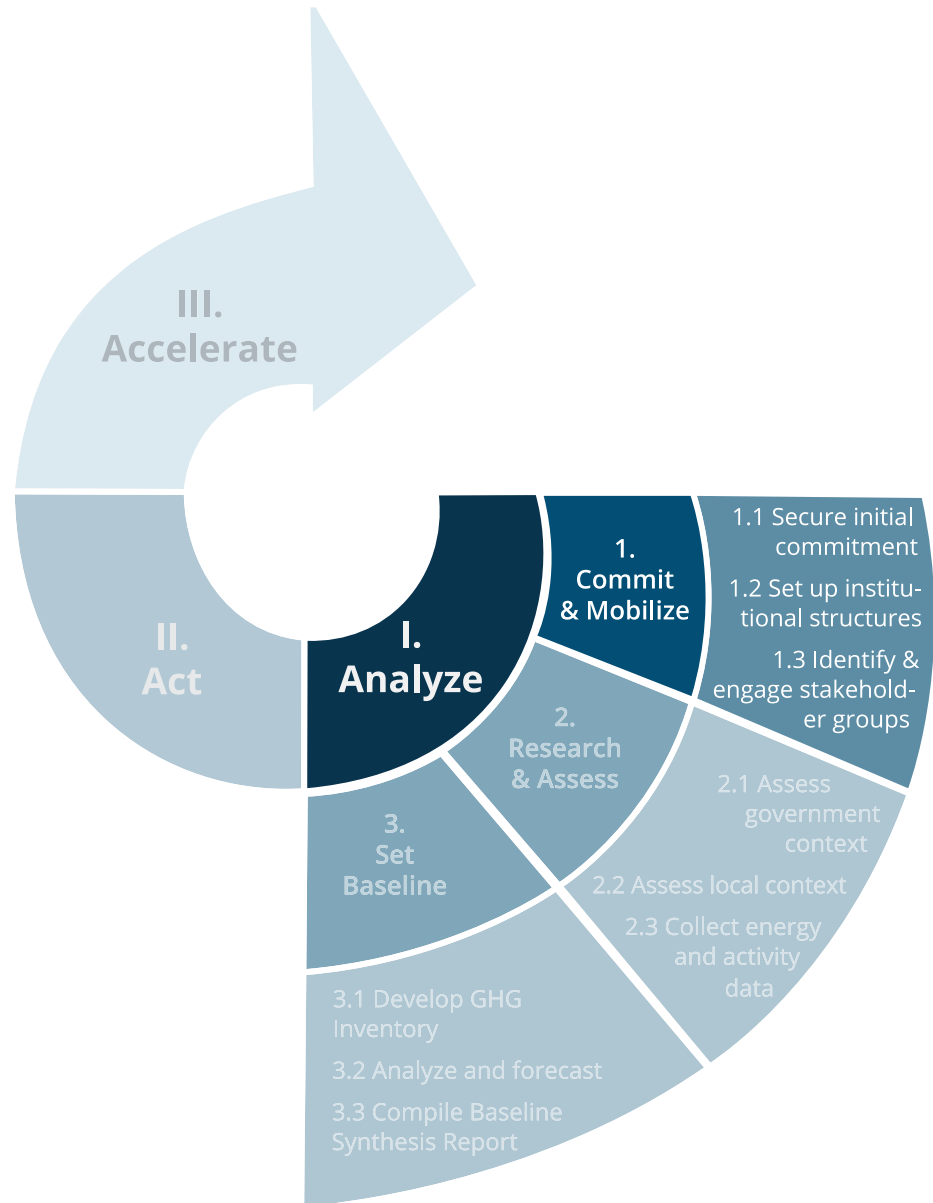 III.
Accelerate
II.
Act
I.
Analyze
1.
Commit
& Mobilize
1.1 Secure initial
commitment
1.2 Set up institu-
tional structures
1.3 Identify &
engage stakehold-
er groups
2.
Research
& Assess
2.1 Assess
government
context
2.2 Assess local context
2.3 Collect energy
and activity
data
3.
Set
Baseline
3.1 Develop GHG
Inventory
3.2 Analyze and forecast
3.3 Compile Baseline
Synthesis Report